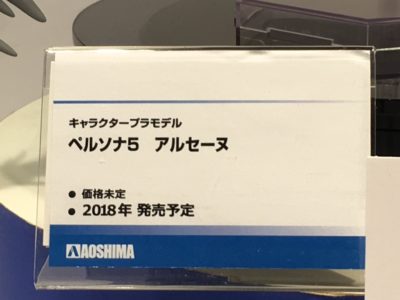 キャラクタープラモデル
ペルソナ5 アルセーヌ
● 価格未定
● 2018年 発売予定
AOSHIMA